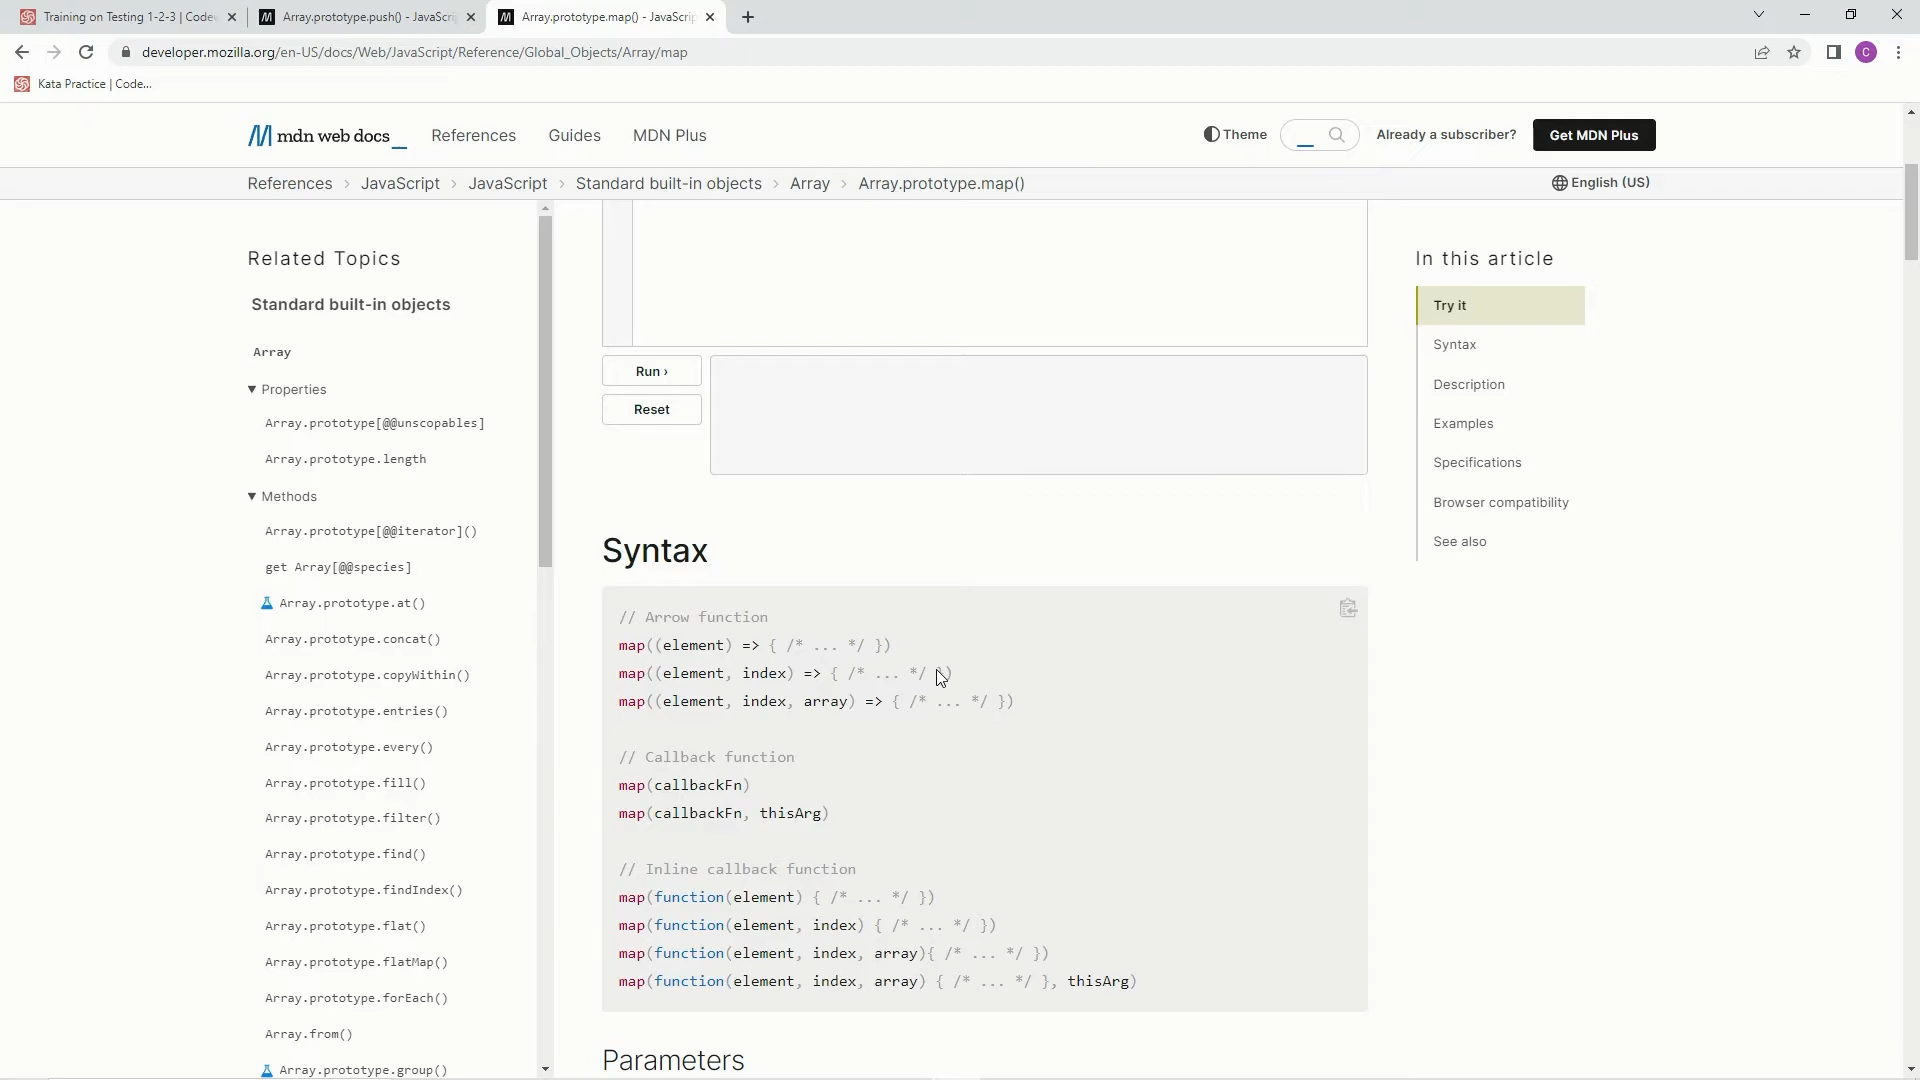 Training on Testing 1-2-3 | Codew
Array.prototype.push() - JavaScrip
Array.prototype.map() - JavaScrip
developer.mozilla.org/en-US/docs/Web/JavaScript/Reference/Global_Objects/Array/map
C
Kata Practice | Code...
mdn web docs
References
Guides
MDN Plus
Theme
Already a subscriber?
Get MDN Plus
References › JavaScript › JavaScript › Standard built-in objects › Array › Array.prototype.map()
English (US)
Related Topics
Standard built-in objects
Array
Properties
Array.prototype[@@unscopables]
Array.prototype.length
Methods
Array.prototype[@@iterator]()
get Array[@@species]
Array.prototype.at()
Array.prototype.concat()
Array.prototype.copyWithin()
Array.prototype.entries()
Array.prototype.every()
Array.prototype.fill()
Array.prototype.filter()
Array.prototype.find()
Array.prototype.findIndex()
Array.prototype.flat()
Array.prototype.flatMap()
Array.prototype.forEach()
Array.from()
Array.prototype.group()
Run ›
Reset
Syntax
// Arrow function
map((element) => { /* ... */ })
map((element, index) => { /* ... */ })
map((element, index, array) => { /* ... */ })
// Callback function
map(callbackFn)
map(callbackFn, thisArg)
// Inline callback function
map(function(element) { /* ... */ })
map(function(element, index) { /* ... */ })
map(function(element, index, array){ /* ... */ })
map(function(element, index, array) { /* ... */ }, thisArg)
Parameters
In this article
Try it
Syntax
Description
Examples
Specifications
Browser compatibility
See also